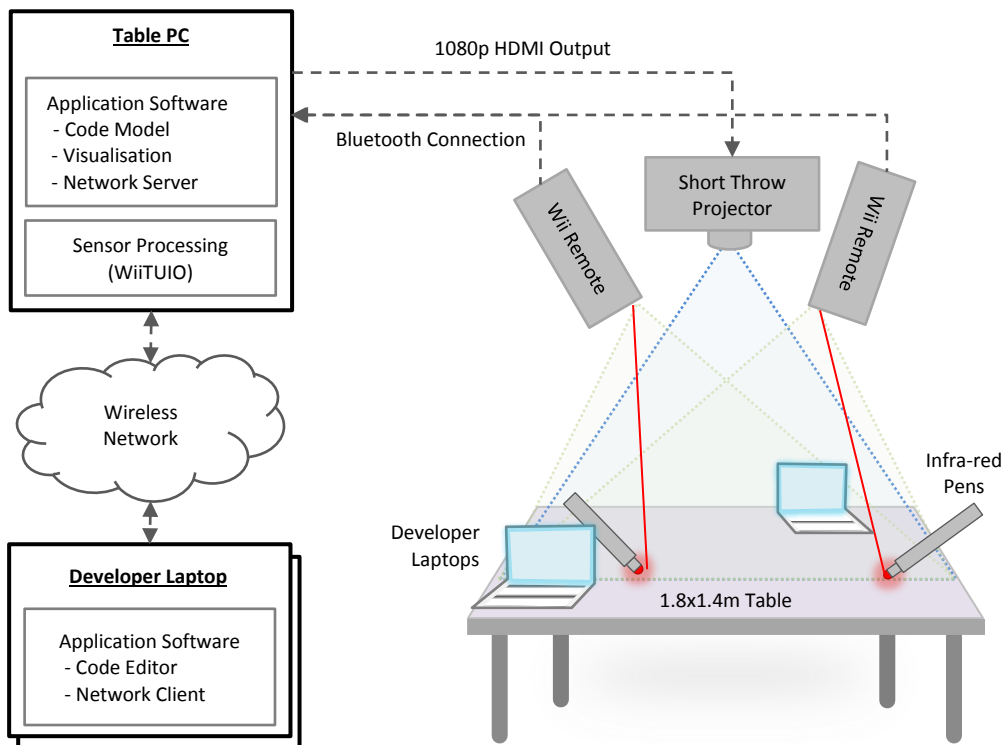 Table PC
Application Software
- Code Model
- Visualisation
- Network Server
Sensor Processing
(WiiTUIO)
Wireless
Network
Developer Laptop
Application Software
- Code Editor
- Network Client
1080p HDMI Output
Bluetooth Connection
Wii Remote
Short Throw
Projector
Wii Remote
Infra-red
Pens
Developer
Laptops
1.8x1.4m Table